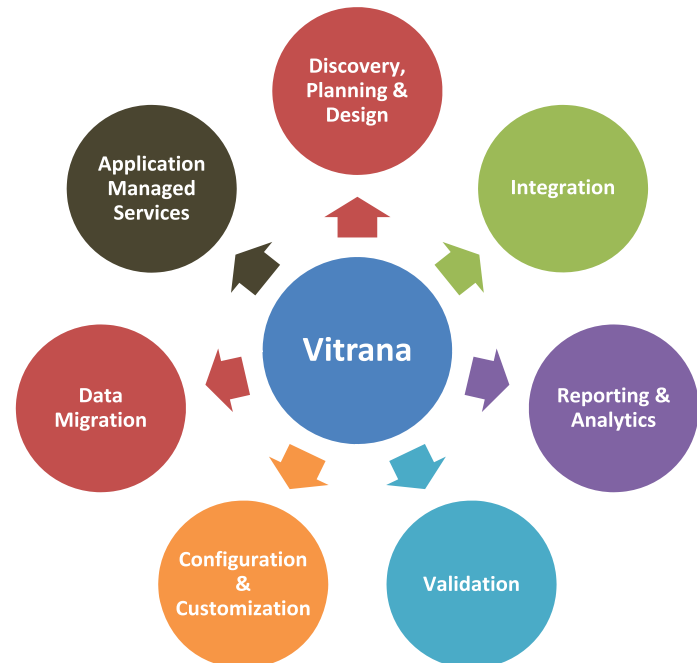 Discovery,
Planning &
Design
Integration
Reporting &
Analytics
Validation
Configuration
&
Customization
Data
Migration
Application
Managed
Services
Vitrana